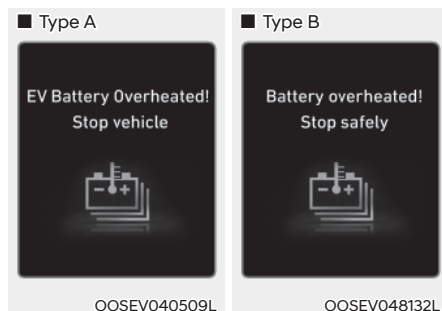 ■ Type A
EV Battery Overheated!
Stop vehicle
OOSEV040509L
■ Type B
Battery overheated!
Stop safely
OOSEV048132L